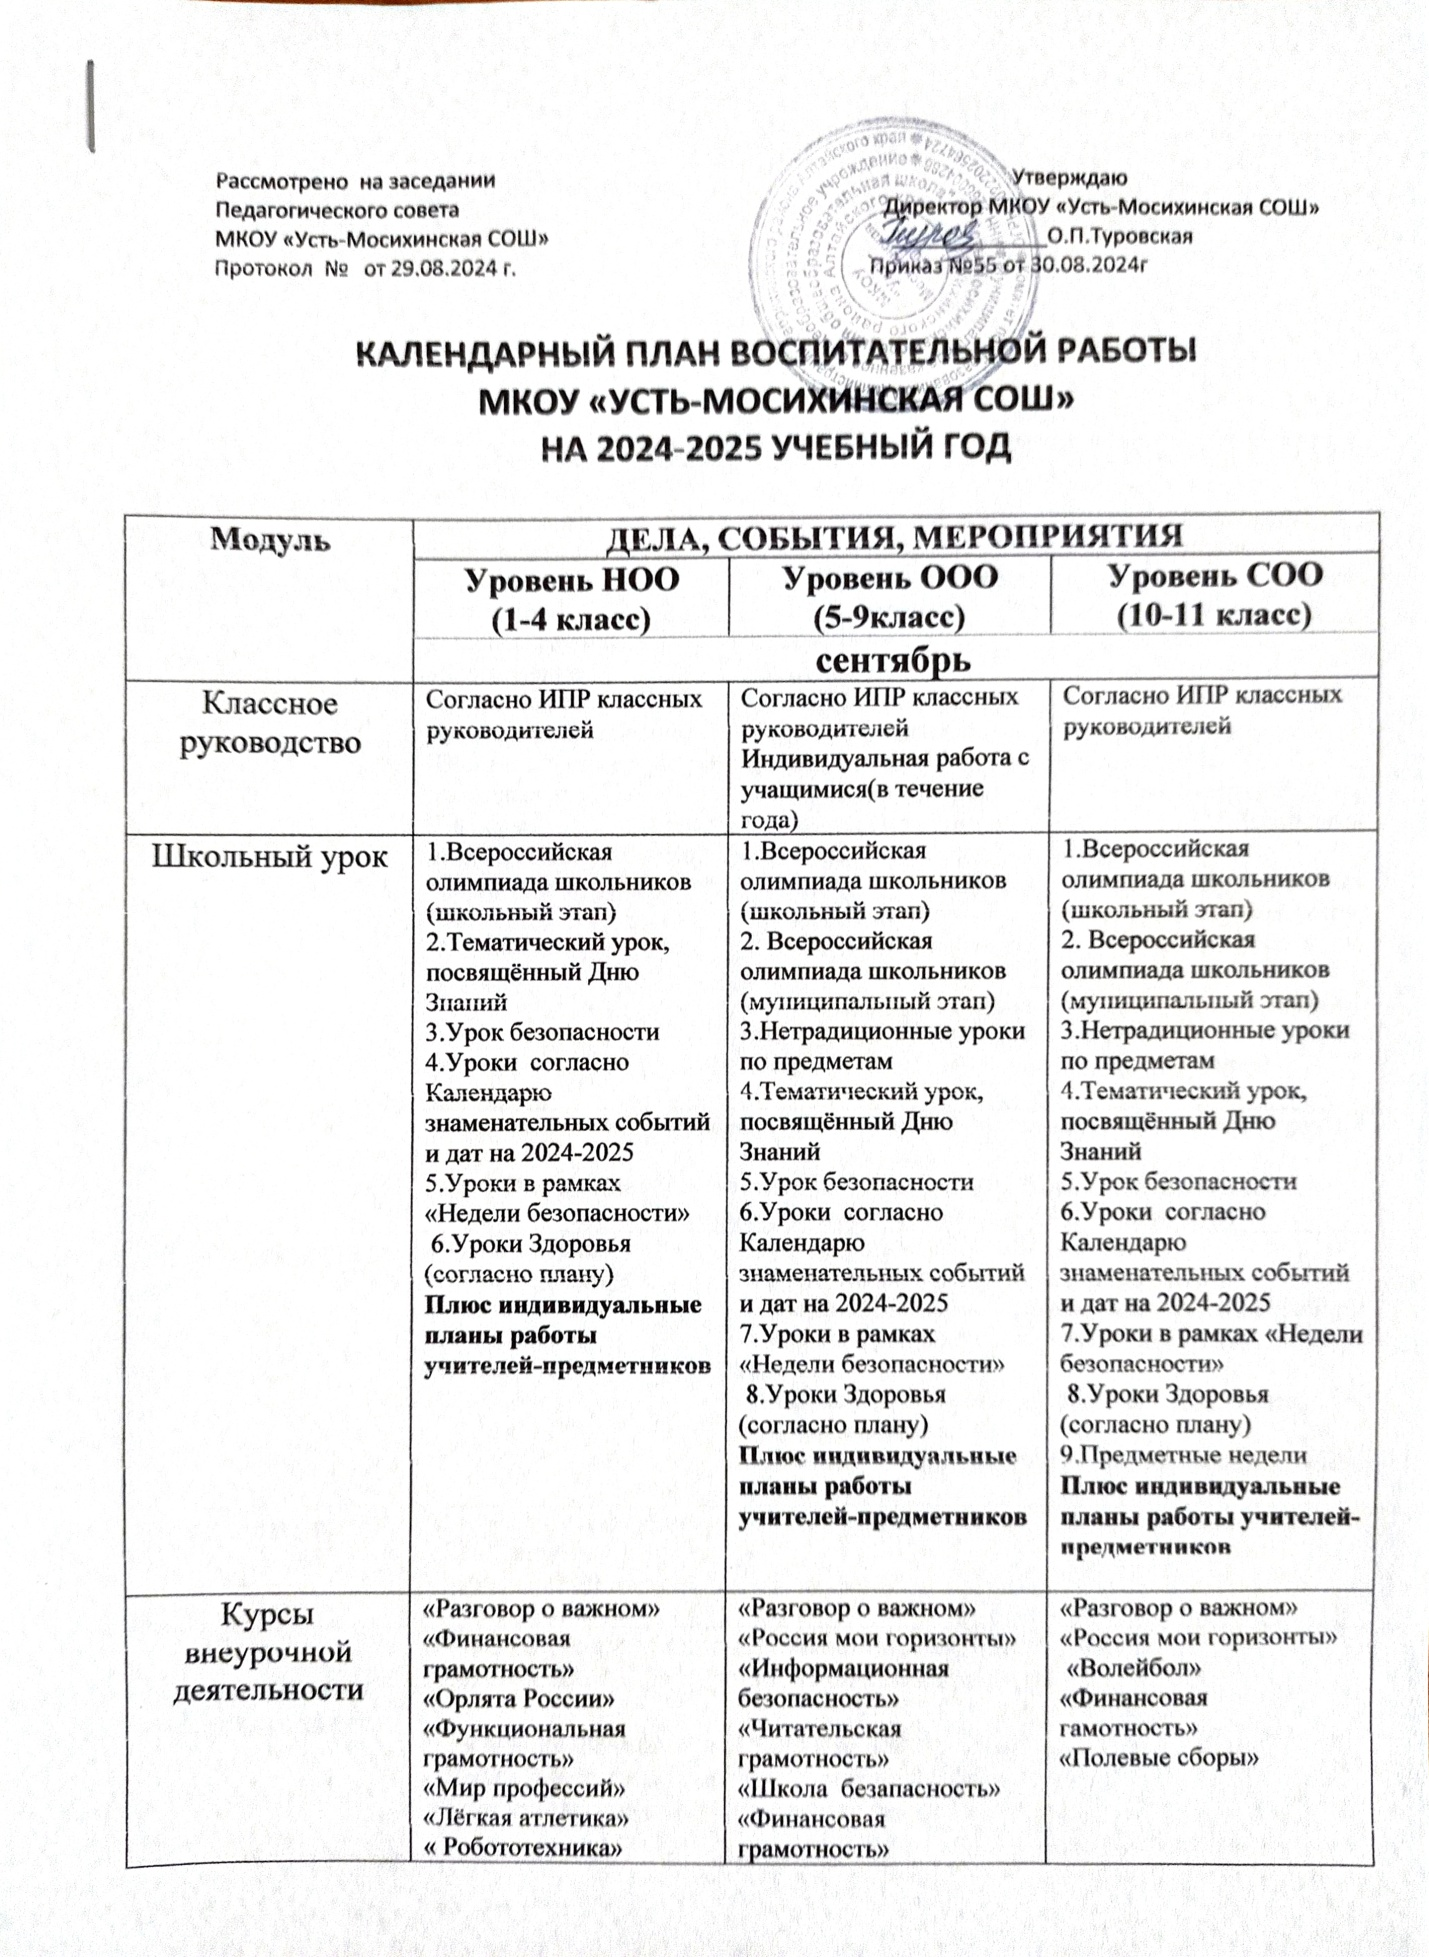 Рассмотрено на заседании
Педагогического совета
МКОУ «Усть-Мосихинская СОШ»
Протокол № от 29.08.2024 г.
Утверждаю
Директор МКОУ «Усть-Мосихинская СОШ»
О.П.Туровская
Приказ №55 от 30.08.2024г
КАЛЕНДАРНЫЙ ПЛАН ВОСПИТАТЕЛЬНОЙ РАБОТЫ
МКОУ «УСТЬ-МОСИХИНСКАЯ СОШ»
НА 2024-2025 УЧЕБНЫЙ ГОД
Модуль
ДЕЛА, СОБЫТИЯ, МЕРОПРИЯТИЯ
Уровень НОО
(1-4 класс)
Уровень ООО
(5-9класс)
Уровень СОО
(10-11 класс)
сентябрь
Классное
руководство
Согласно ИПР классных
руководителей
Согласно ИПР классных
руководителей
Индивидуальная работа с
учащимися(в течение
года)
Согласно ИПР классных
руководителей
Школьный урок
1.Всероссийская
олимпиада школьников
(школьный этап)
2.Тематический урок,
посвящённый Дню
Знаний
3.Урок безопасности
4.Уроки согласно
Календарю
знаменательных событий
и дат на 2024-2025
5.Уроки в рамках
«Недели безопасности»
6.Уроки Здоровья
(согласно плану)
Плюс индивидуальные
планы работы
учителей-предметников
1.Всероссийская
олимпиада школьников
(школьный этап)
2. Всероссийская
олимпиада школьников
(муниципальный этап)
3.Нетрадиционные уроки
по предметам
4.Тематический урок,
посвящённый Дню
Знаний
5.Урок безопасности
6.Уроки согласно
Календарю
знаменательных событий
и дат на 2024-2025
7.Уроки в рамках
«Недели безопасности»
8.Уроки Здоровья
(согласно плану)
Плюс индивидуальные
планы работы
учителей-предметников
1.Всероссийская
олимпиада школьников
(школьный этап)
2. Всероссийская
олимпиада школьников
(муниципальный этап)
3.Нетрадиционные уроки
по предметам
4.Тематический урок,
посвящённый Дню
Знаний
5.Урок безопасности
6.Уроки согласно
Календарю
знаменательных событий
и дат на 2024-2025
7.Уроки в рамках «Недели
безопасности»
8.Уроки Здоровья
(согласно плану)
9.Предметные недели
Плюс индивидуальные
планы работы учителей-
предметников
Курсы
внеурочной
деятельности
«Разговор о важном»
«Финансовая
грамотность»
«Орлята России»
«Функциональная
грамотность»
«Мир профессий»
«Лёгкая атлетика»
« Робототехника»
«Разговор о важном»
«Россия мои горизонты»
«Информационная
безопасность»
«Читательская
грамотность»
«Школа безапасность»
«Финансовая
грамотность»
«Разговор о важном»
«Россия мои горизонты»
«Волейбол»
«Финансовая
гамотность»
«Полевые сборы»